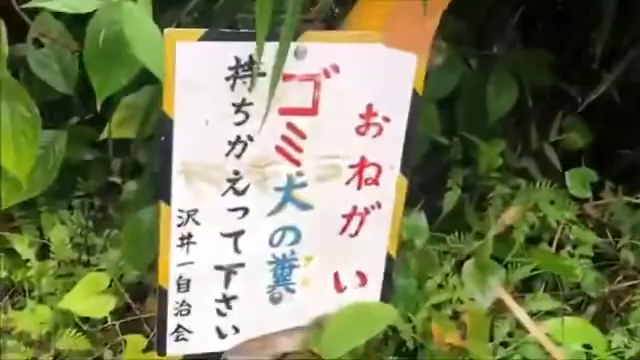 おねがい
ゴミ犬の糞。
持ちかえって下さい
沢井一自治会